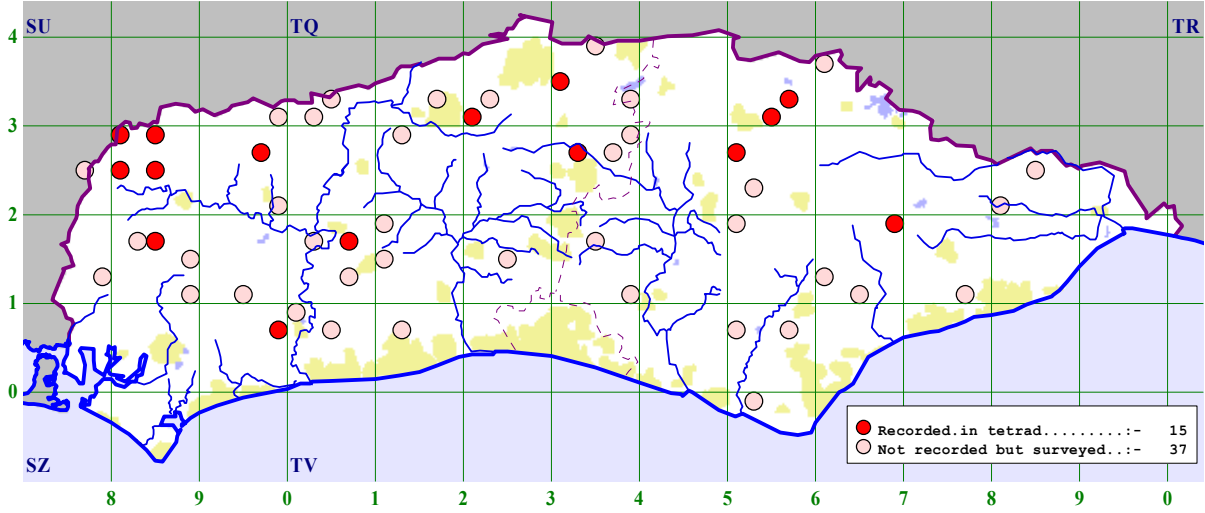 SU TQ TR
4
3
2
1
0
Recorded.in tetrad.........:- 15
Not recorded but surveyed..:- 37
SZ TV
8 9 0 1 2 3 4 5 6 7 8 9 0